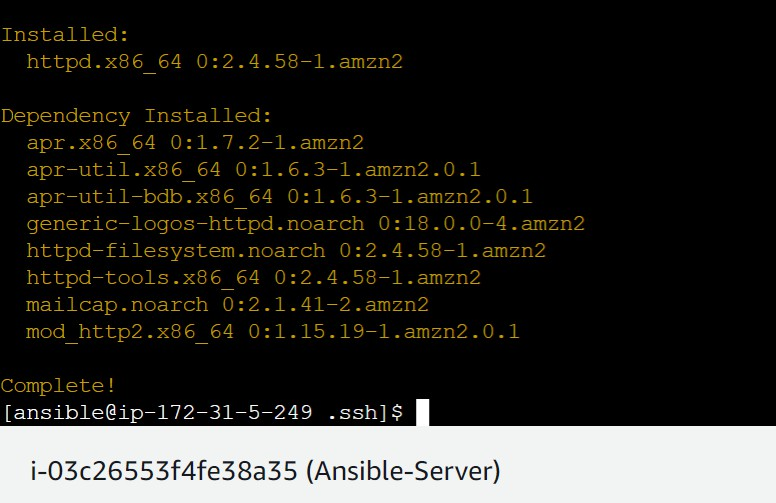 Installed:
httpd.x86_64 0:2.4.58-1.amzn2
Dependency Installed:
apr.x86_64 0:1.7.2-1.amzn2
apr-util.x86_64 0:1.6.3-1.amzn2.0.1
apr-util-bdb.x86_64 0:1.6.3-1.amzn2.0.1
generic-logos-httpd.noarch 0:18.0.0-4.amzn2
httpd-filesystem.noarch 0:2.4.58-1.amzn2
httpd-tools.x86_64 0:2.4.58-1.amzn2
mailcap.noarch 0:2.1.41-2.amzn2
mod_http2.x86_64 0:1.15.19-1.amzn2.0.1
Complete!
[ansible@ip-172-31-5-249 .ssh]$
i-03c26553f4fe38a35 (Ansible-Server)